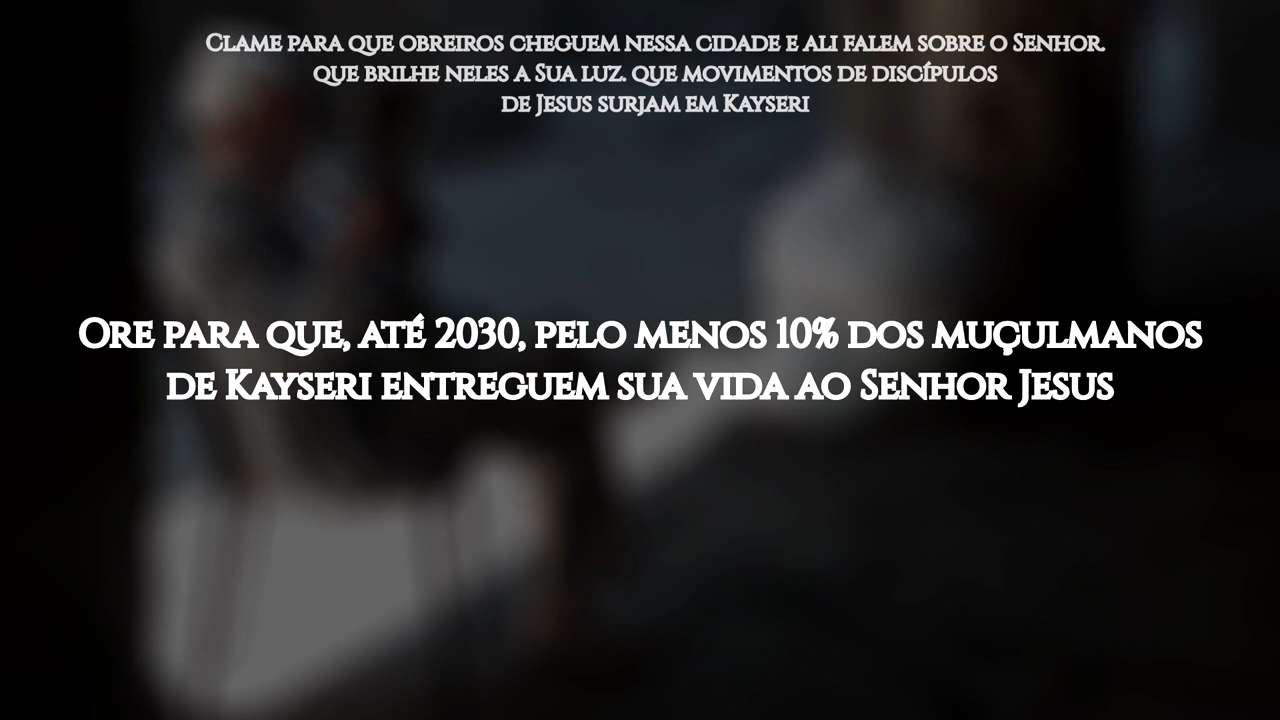 Clame para que obreiros cheguem nessa cidade e ali falem sobre o Senhor.
que brilhe neles a Sua luz. que movimentos de discípulos
de Jesus surjam em Kayseri
Ore para que, até 2030, pelo menos 10% dos muçulmanos
de Kayseri entreguem sua vida ao Senhor Jesus